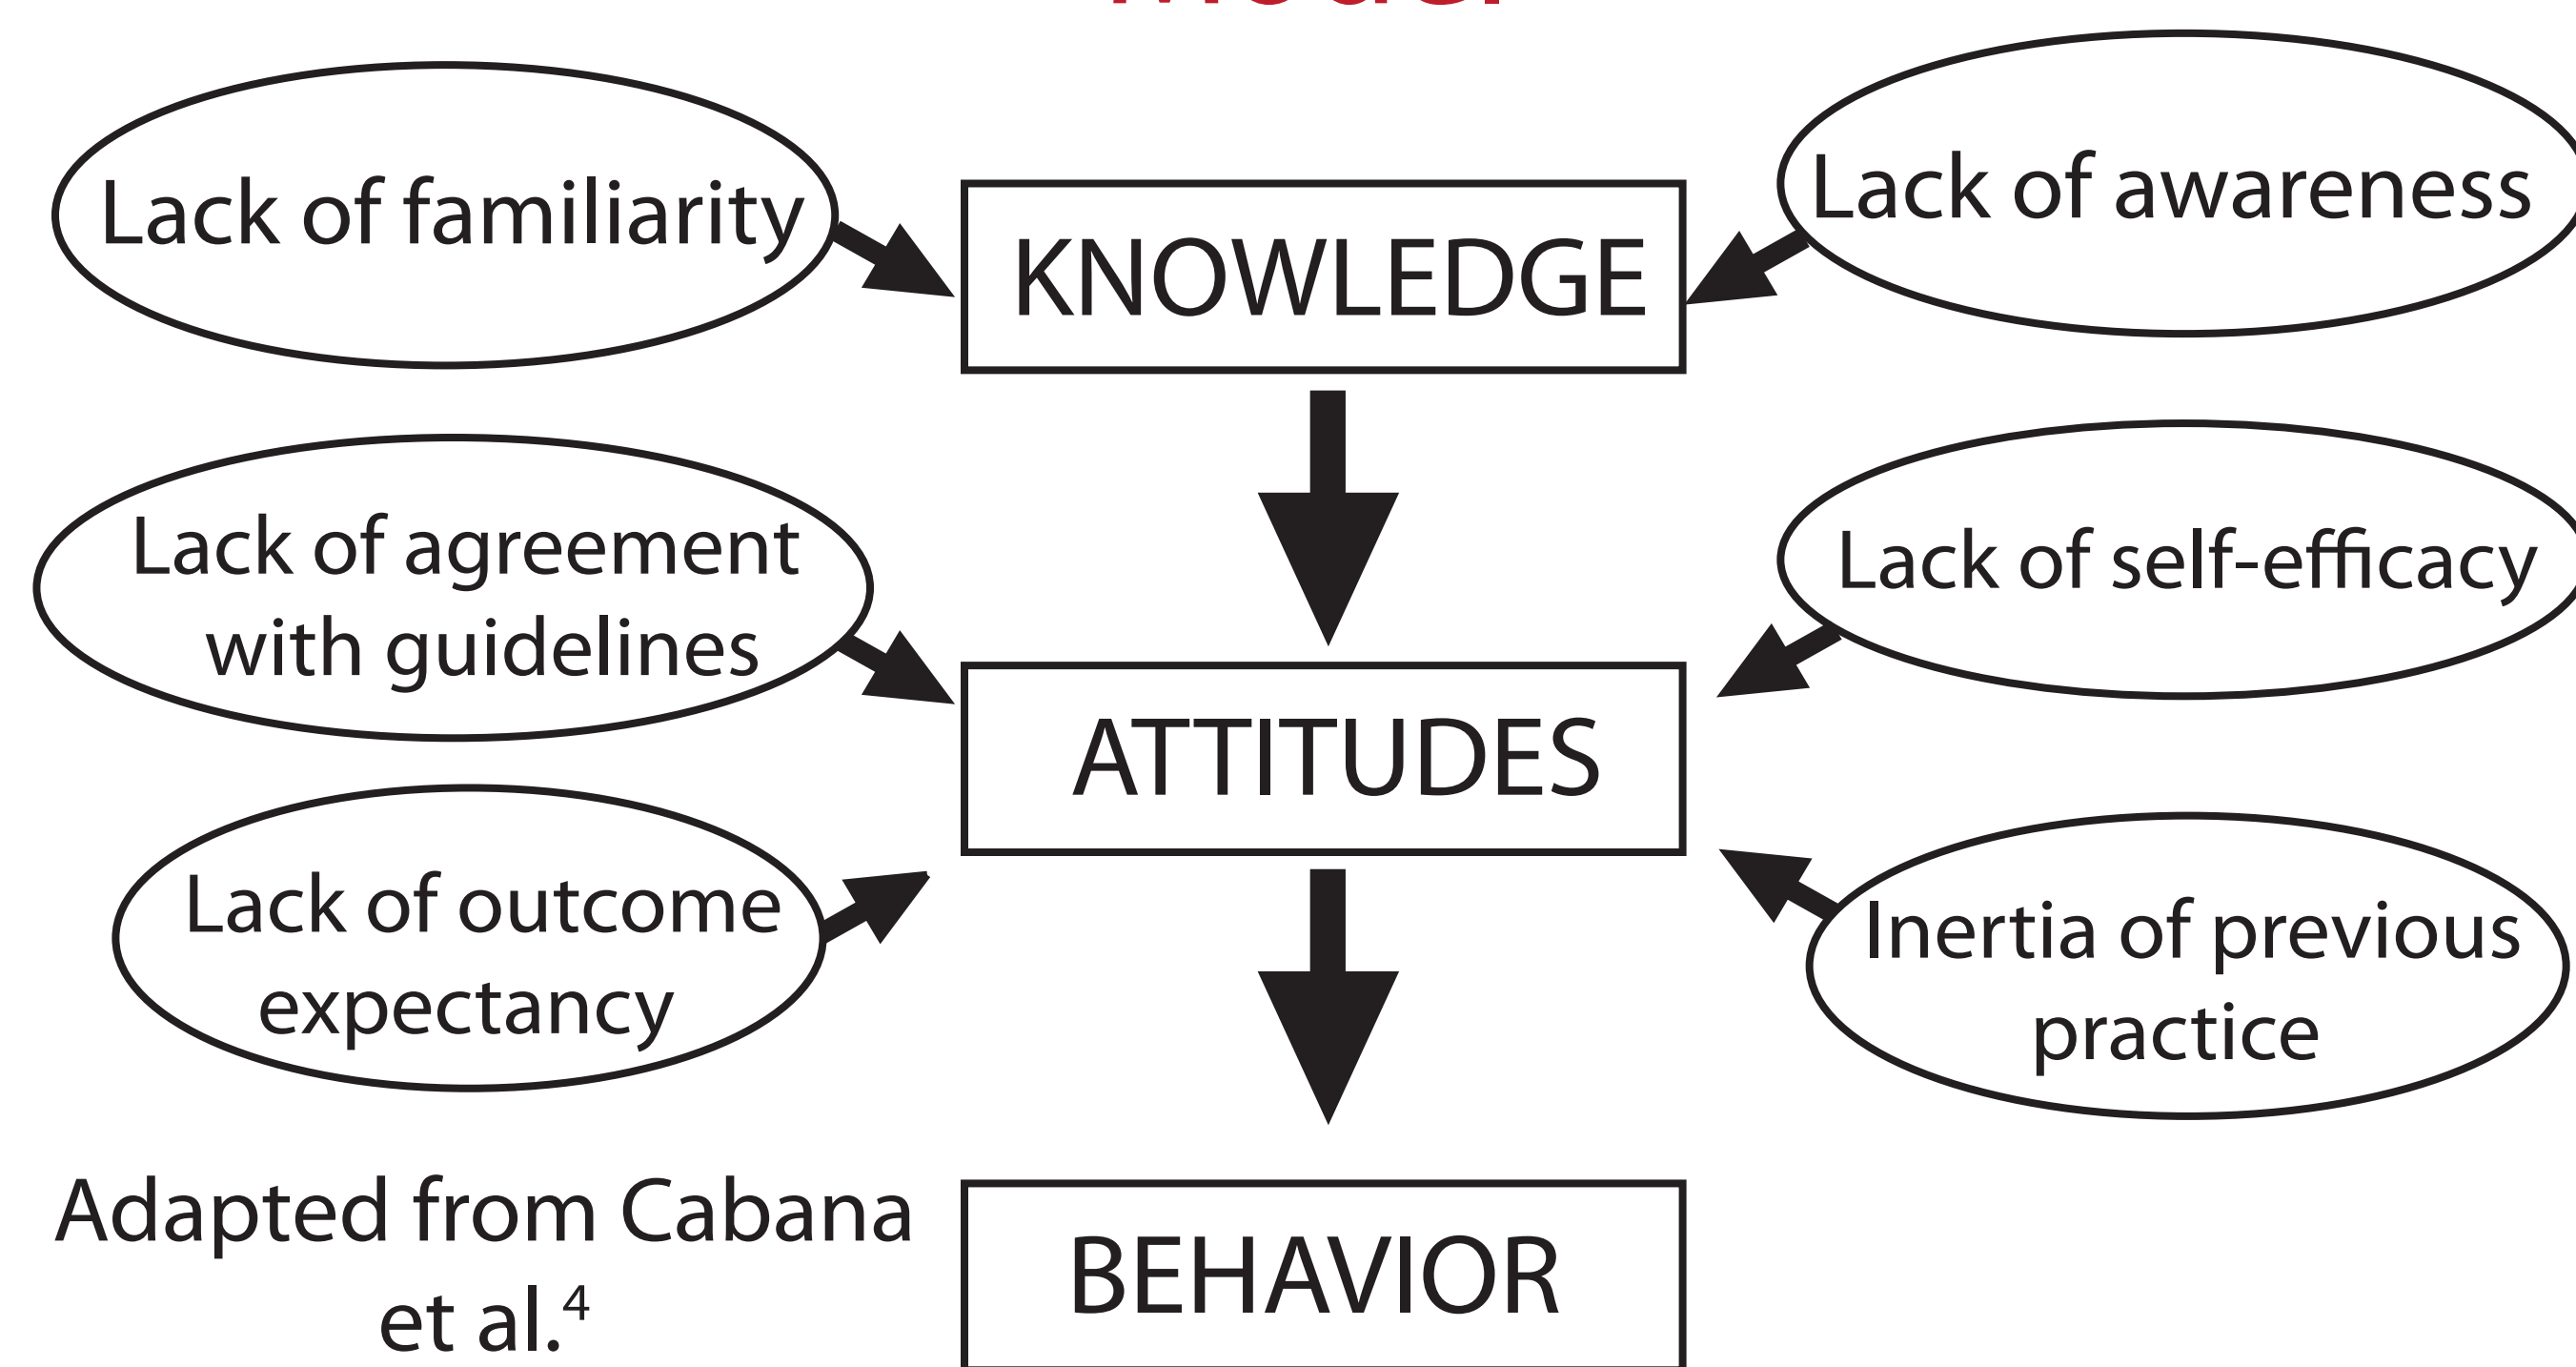 Lack of familiarity
KNOWLEDGE
Lack of awareness
Lack of agreement
with guidelines
Lack of self-efficacy
ATTITUDES
Lack of outcome
expectancy
Inertia of previous
practice
Adapted from Cabana
et al.⁴
BEHAVIOR